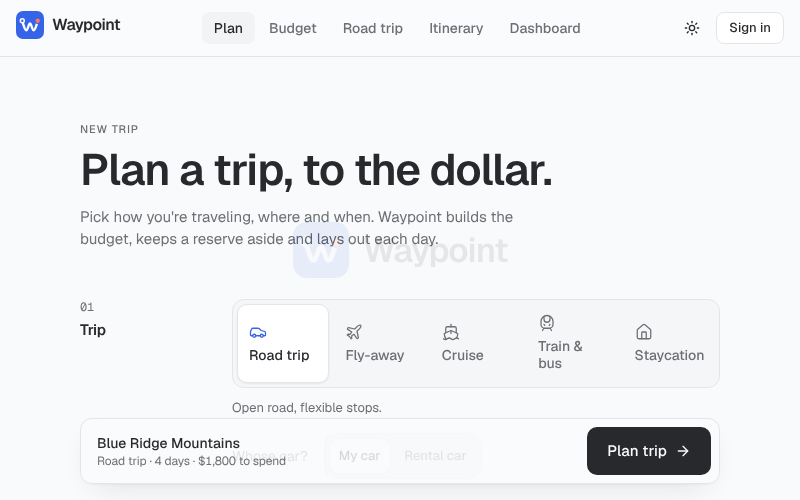 Waypoint
Plan
Budget
Road trip
Itinerary
Dashboard
Sign in
NEW TRIP
Plan a trip, to the dollar.
Pick how you're traveling, where and when. Waypoint builds the
budget, keeps a reserve aside and lays out each day.
Waypoint
01
Trip
Road trip
Fly-away
Cruise
Train &
bus
Staycation
Open road, flexible stops.
Blue Ridge Mountains
Road trip · 4 days · $1,800 to spend
Whose car?
My car
Rental car
Plan trip